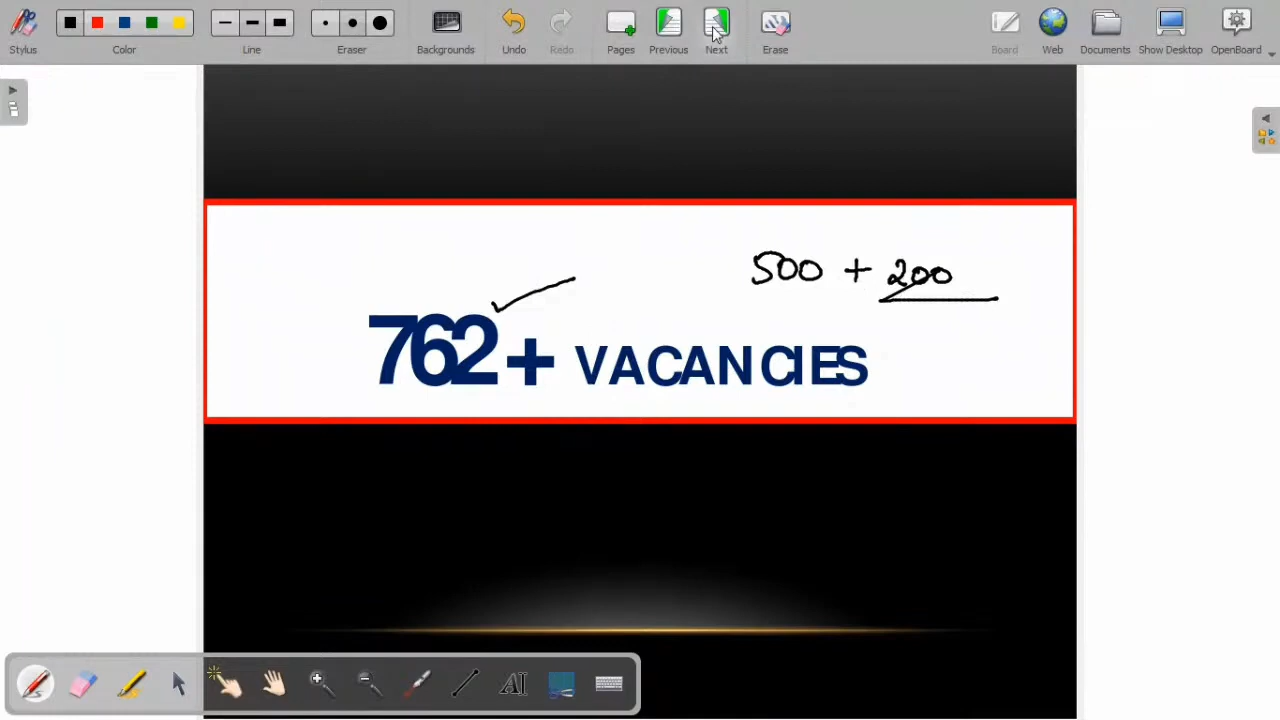 Stylus Color Line Eraser Backgrounds Undo Redo Pages Previous Next Erase Board Web Documents Show Desktop OpenBoard
500 + 200
762+ VACANCIES
AI